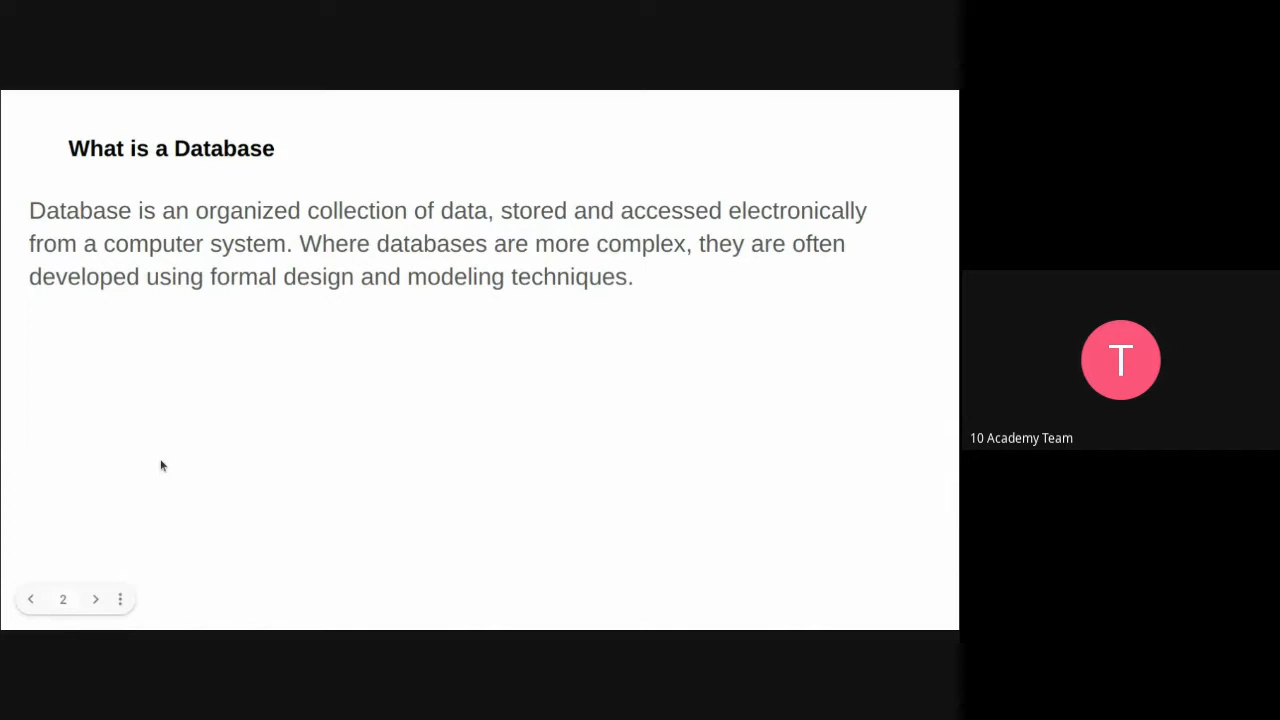 What is a Database
Database is an organized collection of data, stored and accessed electronically
from a computer system. Where databases are more complex, they are often
developed using formal design and modeling techniques.
T
10 Academy Team
2